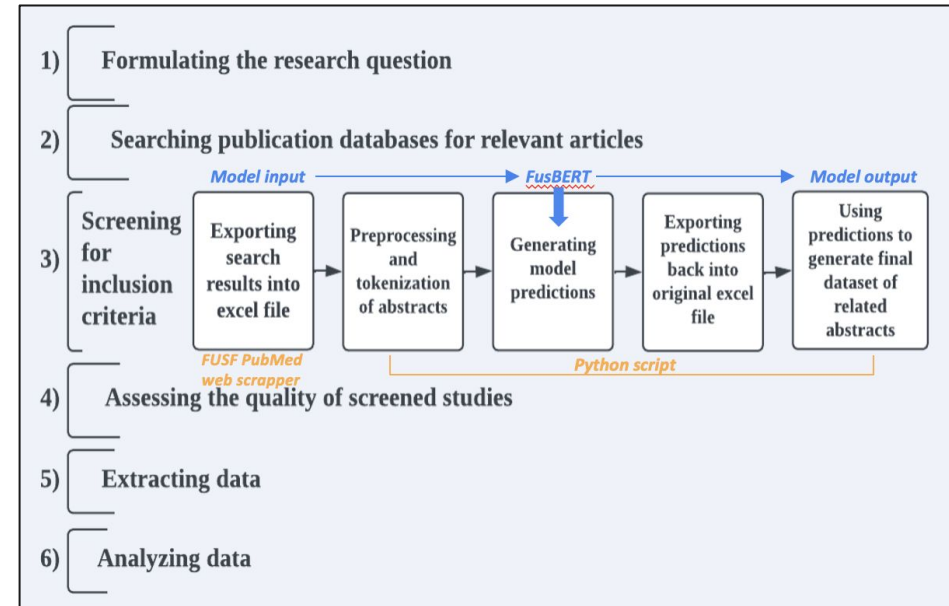 1) Formulating the research question
2) Searching publication databases for relevant articles
Model input
FusBERT
Model output
3)
Screening
for
inclusion
criteria
Exporting
search
results into
excel file
Preprocessing
and
tokenization
of abstracts
Generating
model
predictions
Exporting
predictions
back into
original excel
file
Using
predictions to
generate final
dataset of
related
abstracts
FUSF PubMed
web scrapper
Python script
4) Assessing the quality of screened studies
5) Extracting data
6) Analyzing data